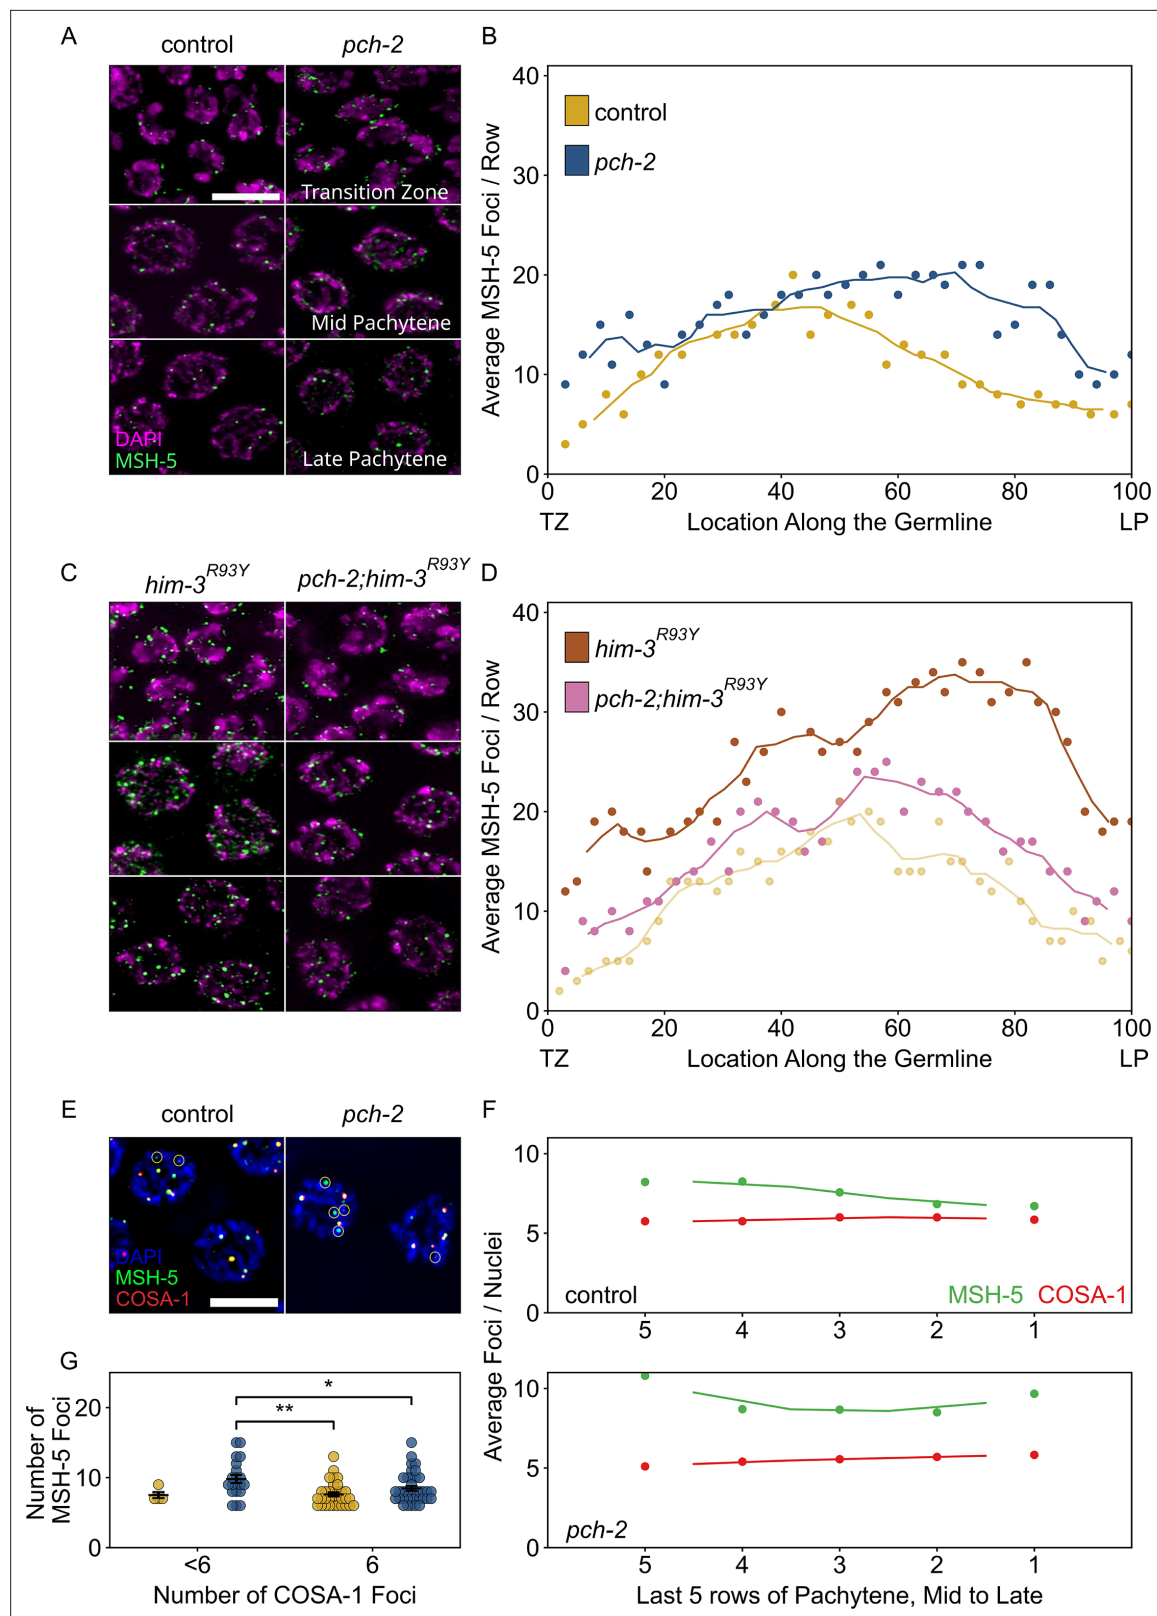 A
control
pch-2
Transition Zone
Mid Pachytene
DAPI
MSH-5
Late Pachytene
B
40
30
20
10
0
Average MSH-5 Foci / Row
control
pch-2
0 20 40 60 80 100
TZ Location Along the Germline LP
C
him-3R93Y
pch-2;him-3R93Y
D
40
30
20
10
0
Average MSH-5 Foci / Row
him-3R93Y
pch-2;him-3R93Y
0 20 40 60 80 100
TZ Location Along the Germline LP
E
control
pch-2
DAPI
MSH-5
COSA-1
F
Average Foci / Nuclei
10
5
0
control
MSH-5 COSA-1
5 4 3 2 1
10
5
0
pch-2
5 4 3 2 1
Last 5 rows of Pachytene, Mid to Late
G
Number of
MSH-5 Foci
20
10
0
*
**
<6 6
Number of COSA-1 Foci